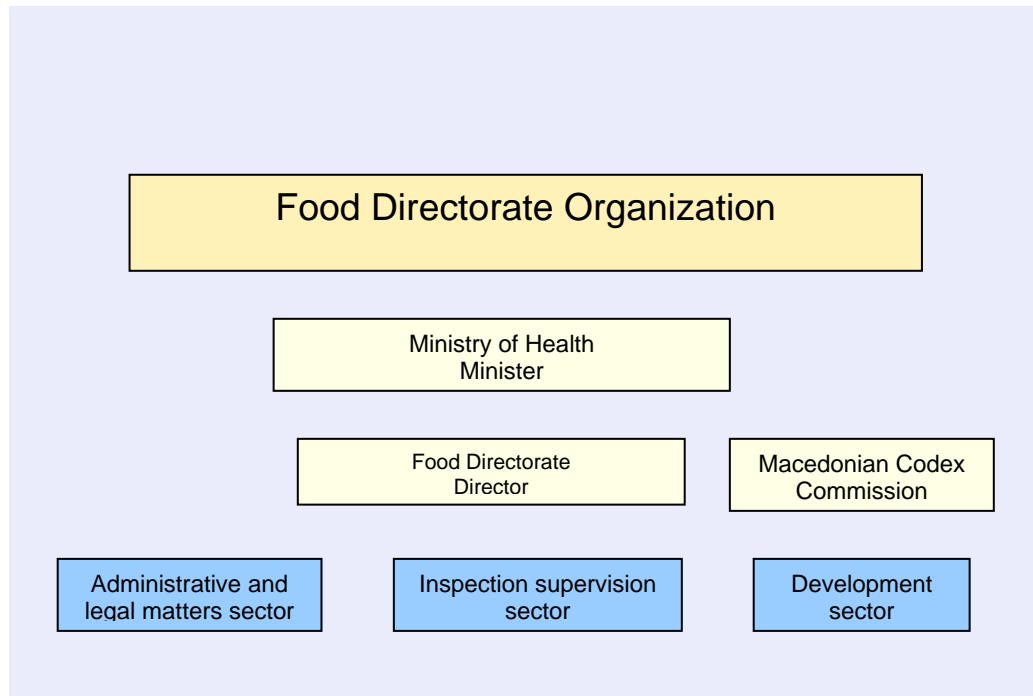 Food Directorate Organization
Ministry of Health
Minister
Food Directorate
Director
Macedonian Codex
Commission
Administrative and
legal matters sector
Inspection supervision
sector
Development
sector